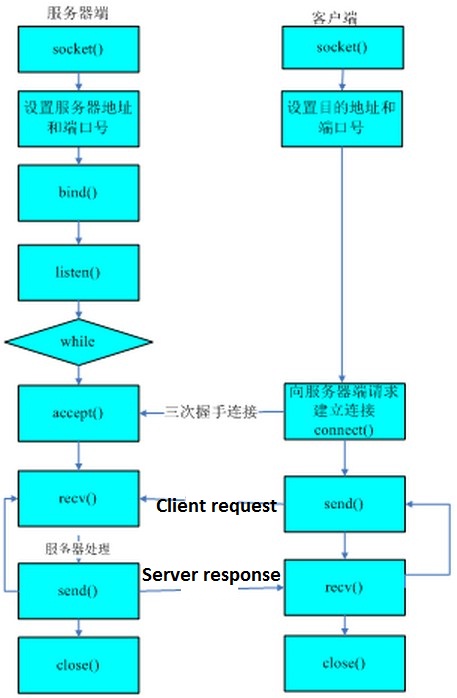 服务器端
socket()
设置服务器地址
和端口号
bind()
listen()
while
accept()
recv()
服务器处理
send()
close()
客户端
socket()
设置目的地址和
端口号
向服务器端请求
建立连接
connect()
send()
recv()
close()
三次握手连接
Client request
Server response